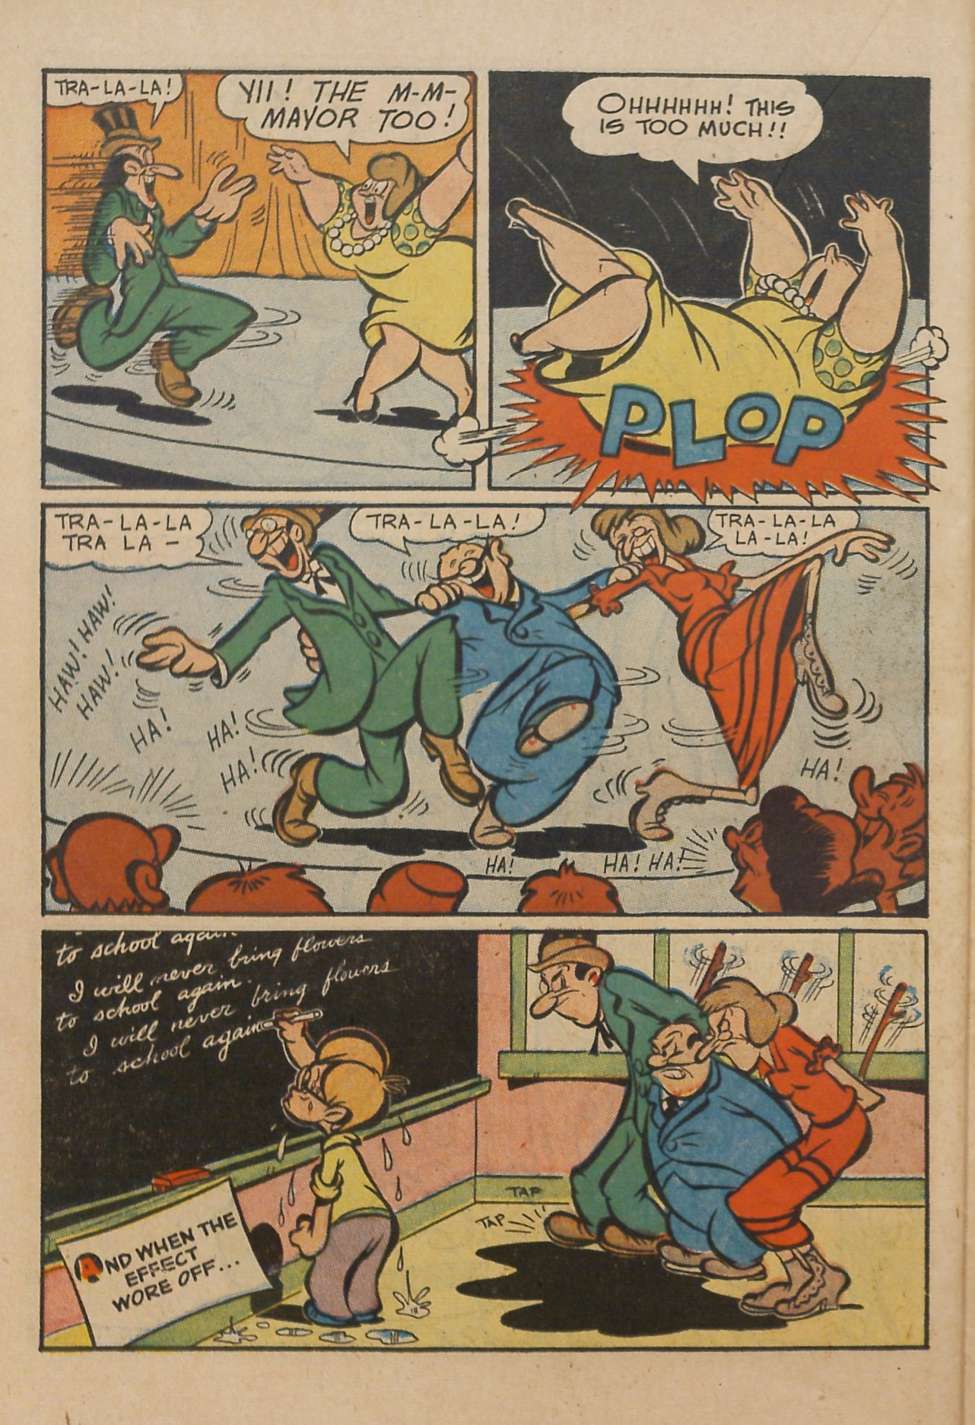 TRA-LA-LA!
YII! THE M-M-
MAYOR TOO!
OHHHHHH! THIS
IS TOO MUCH!!
PLOP
TRA-LA-LA
TRA LA -
TRA-LA-LA!
TRA-LA-LA
LA-LA!
HAW! HAW!
HAW!
HA!
HA!
HA!
HA!
HA!
HA! HA!
to school again.
I will never bring flowers
to school again.
I will never bring flowers
to school again
TAP
TAP
AND WHEN THE
EFFECT
WORE OFF...